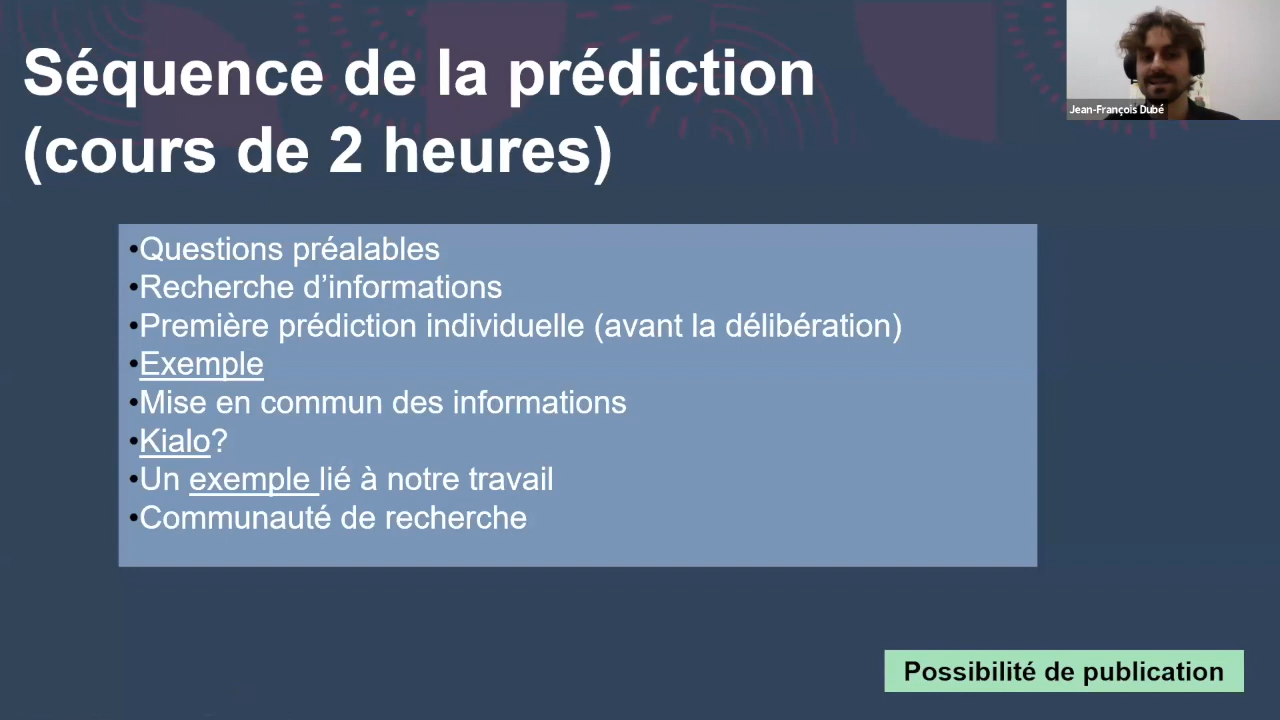 Séquence de la prédiction
(cours de 2 heures)
Jean-François Dubé
•Questions préalables
•Recherche d’informations
•Première prédiction individuelle (avant la délibération)
•Exemple
•Mise en commun des informations
•Kialo?
•Un exemple lié à notre travail
•Communauté de recherche
Possibilité de publication